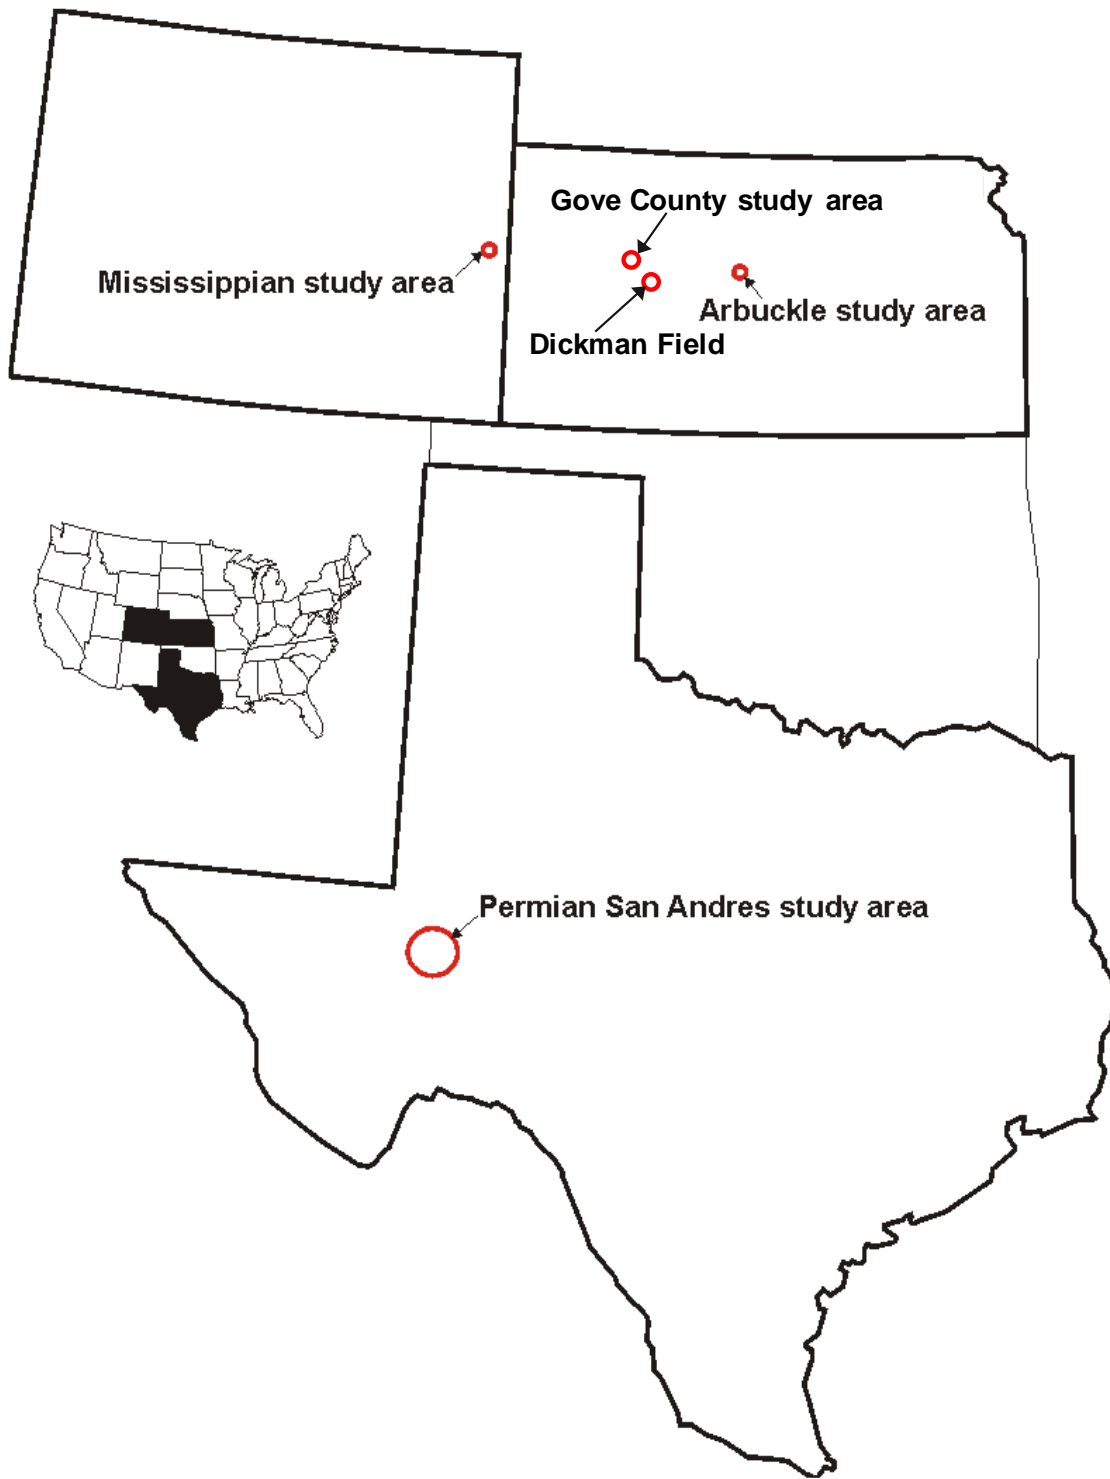 Gove County study area
Mississippian study area
Arbuckle study area
Dickman Field
Permian San Andres study area